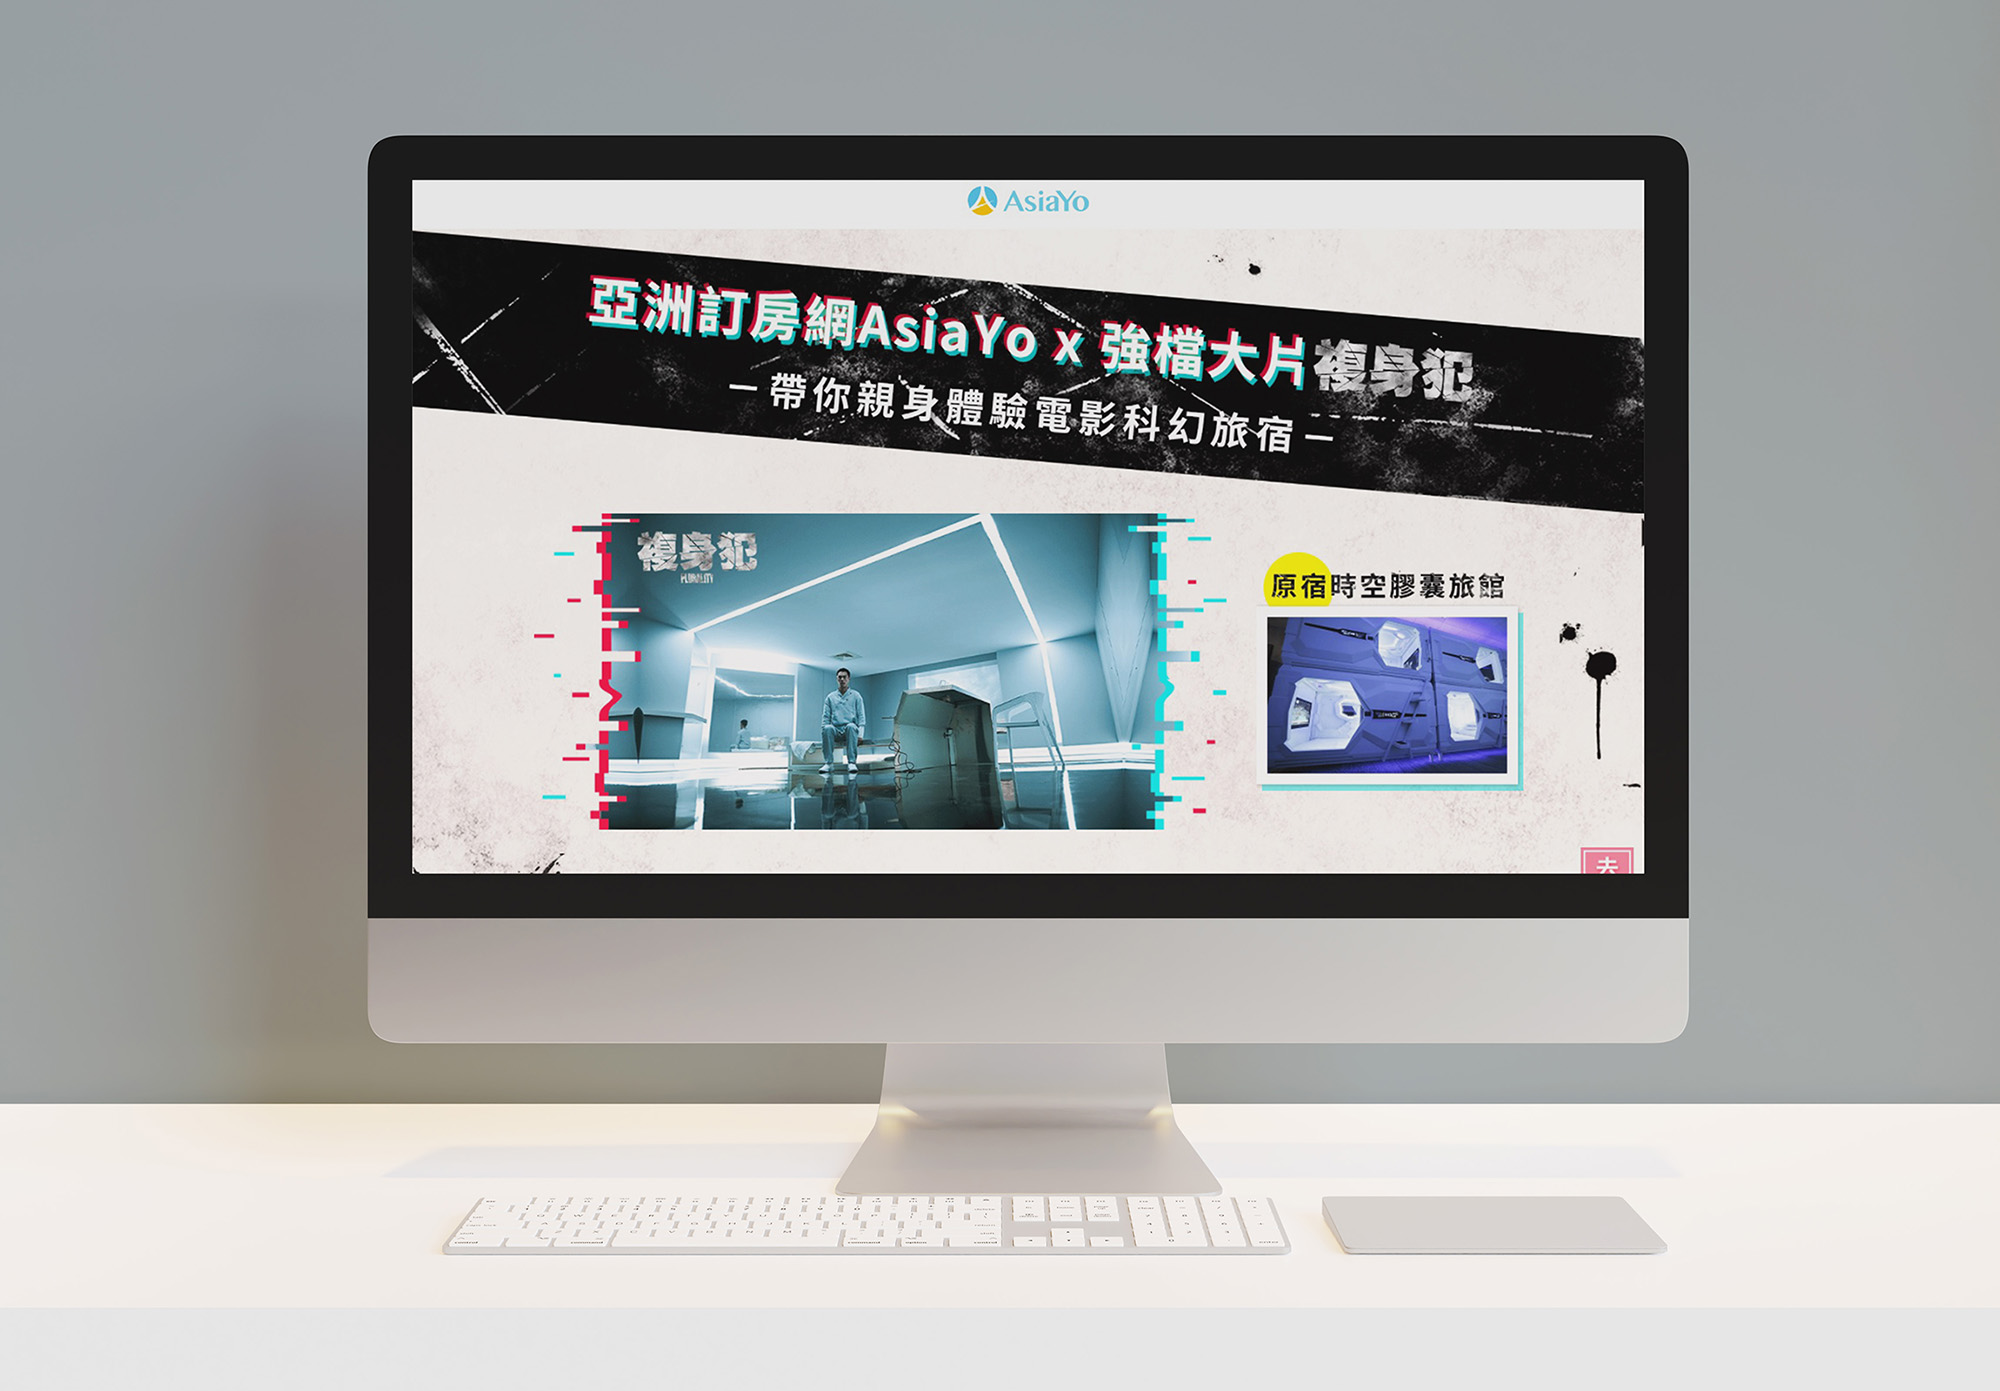 AsiaYo
亞洲訂房網AsiaYo x 強檔大片複身犯
－帶你親身體驗電影科幻旅宿－
複身犯
PLURALITY
原宿時空膠囊旅館
去